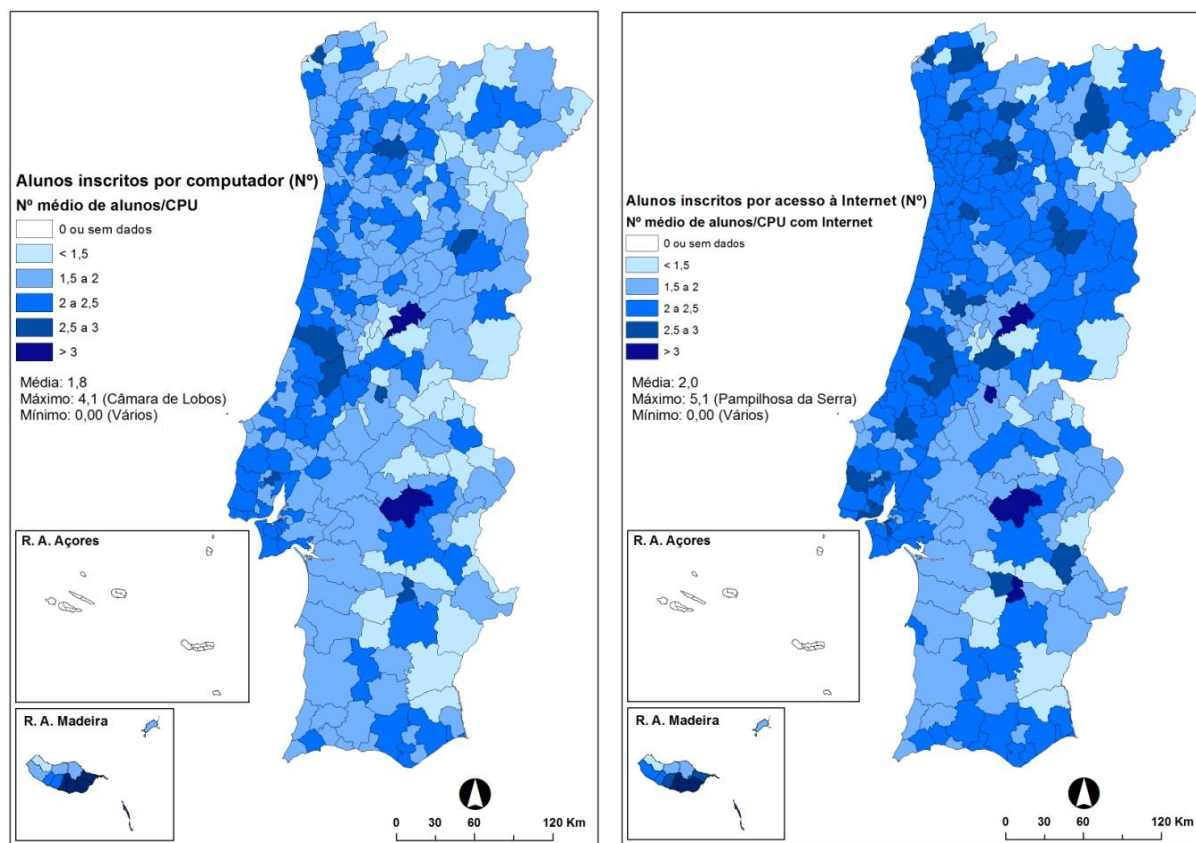 Alunos inscritos por computador (Nº)
Nº médio de alunos/CPU
0 ou sem dados
< 1,5
1,5 a 2
2 a 2,5
2,5 a 3
> 3
Média: 1,8
Máximo: 4,1 (Câmara de Lobos)
Mínimo: 0,00 (Vários)
R. A. Açores
R. A. Madeira
0 30 60 120 Km
Alunos inscritos por acesso à Internet (Nº)
Nº médio de alunos/CPU com Internet
0 ou sem dados
< 1,5
1,5 a 2
2 a 2,5
2,5 a 3
> 3
Média: 2,0
Máximo: 5,1 (Pampilhosa da Serra)
Mínimo: 0,00 (Vários)
R. A. Açores
R. A. Madeira
0 30 60 120 Km